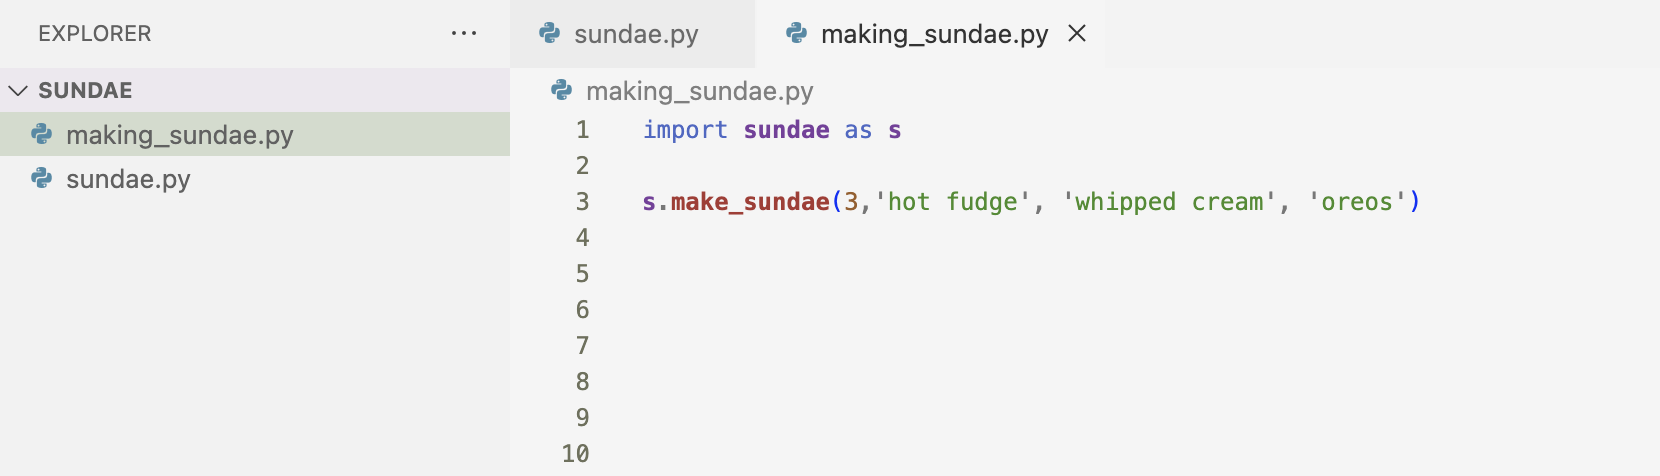 EXPLORER ···
SUNDAE
making_sundae.py
sundae.py
sundae.py making_sundae.py ×
making_sundae.py
1 import sundae as s
2
3 s.make_sundae(3,'hot fudge', 'whipped cream', 'oreos')
4
5
6
7
8
9
10